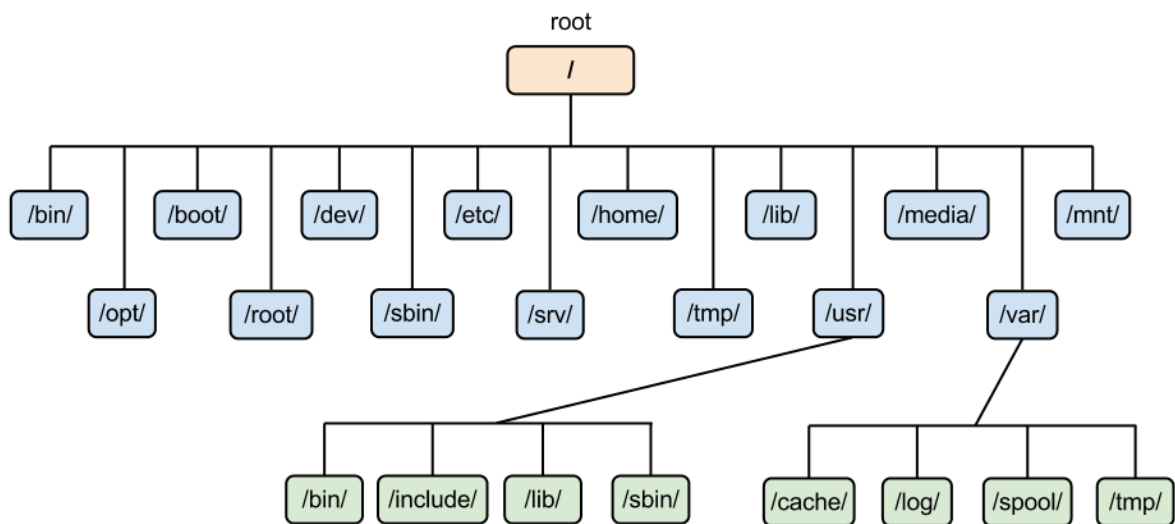 root
/
/bin/ /boot/ /dev/ /etc/ /home/ /lib/ /media/ /mnt/
/opt/ /root/ /sbin/ /srv/ /tmp/ /usr/ /var/
/bin/ /include/ /lib/ /sbin/ /cache/ /log/ /spool/ /tmp/